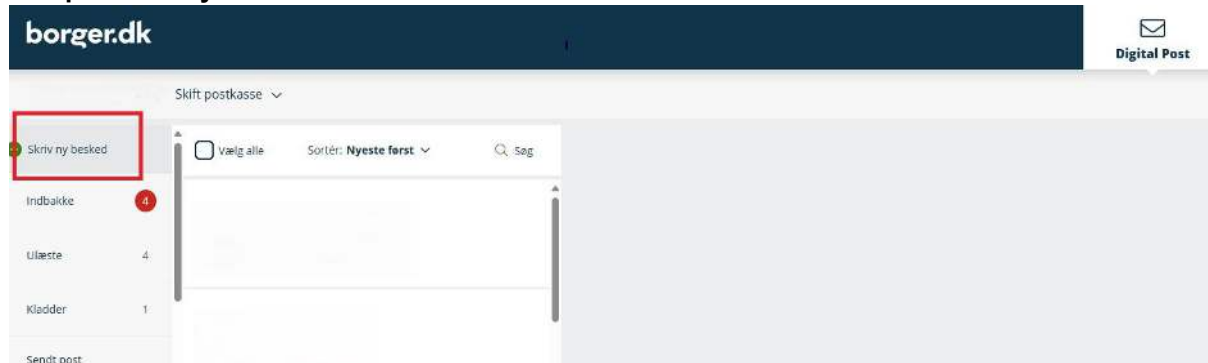 borger.dk
Digital Post
Skift postkasse
Skriv ny besked
Vælg alle Sortér: Nyeste først Søg
Indbakke 4
Ulæste 4
Kladder 1
Sendt post